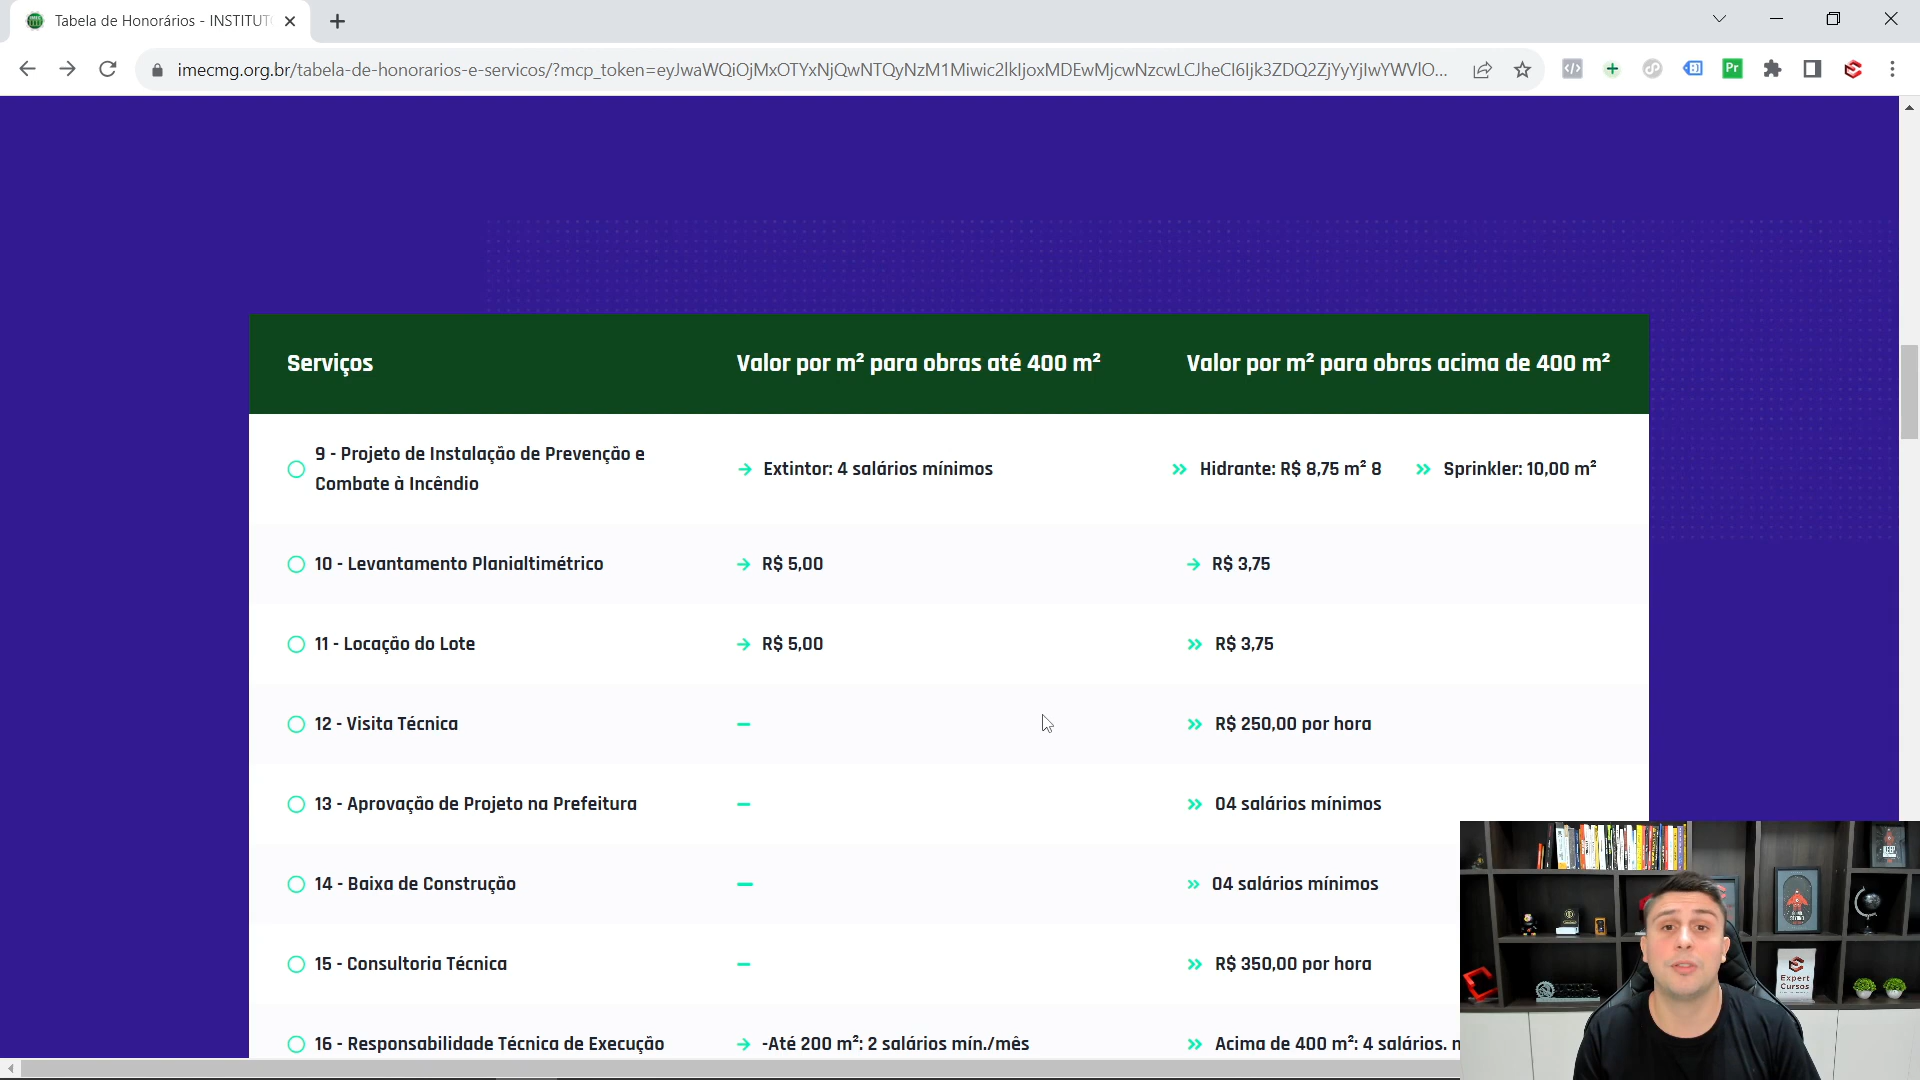 Tabela de Honorários - INSTITUT
imecmg.org.br/tabela-de-honorarios-e-servicos/?mcp_token=eyJwaWQiOjMxOTYxNjQwNTQyNzM1Miwic2lkIjoxMDEwMjcwNzcwLCJheCI6Ijk3ZDQ2ZjYyYjIwYWVlO...
Pr
Serviços
Valor por m² para obras até 400 m²
Valor por m² para obras acima de 400 m²
9 - Projeto de Instalação de Prevenção e
Combate à Incêndio
Extintor: 4 salários mínimos
Hidrante: R$ 8,75 m² 8
Sprinkler: 10,00 m²
10 - Levantamento Planialtimétrico
R$ 5,00
R$ 3,75
11 - Locação do Lote
R$ 5,00
R$ 3,75
12 - Visita Técnica
R$ 250,00 por hora
13 - Aprovação de Projeto na Prefeitura
04 salários mínimos
14 - Baixa de Construção
04 salários mínimos
15 - Consultoria Técnica
R$ 350,00 por hora
16 - Responsabilidade Técnica de Execução
-Até 200 m²: 2 salários mín./mês
Acima de 400 m²: 4 salários. m
Expert
Cursos